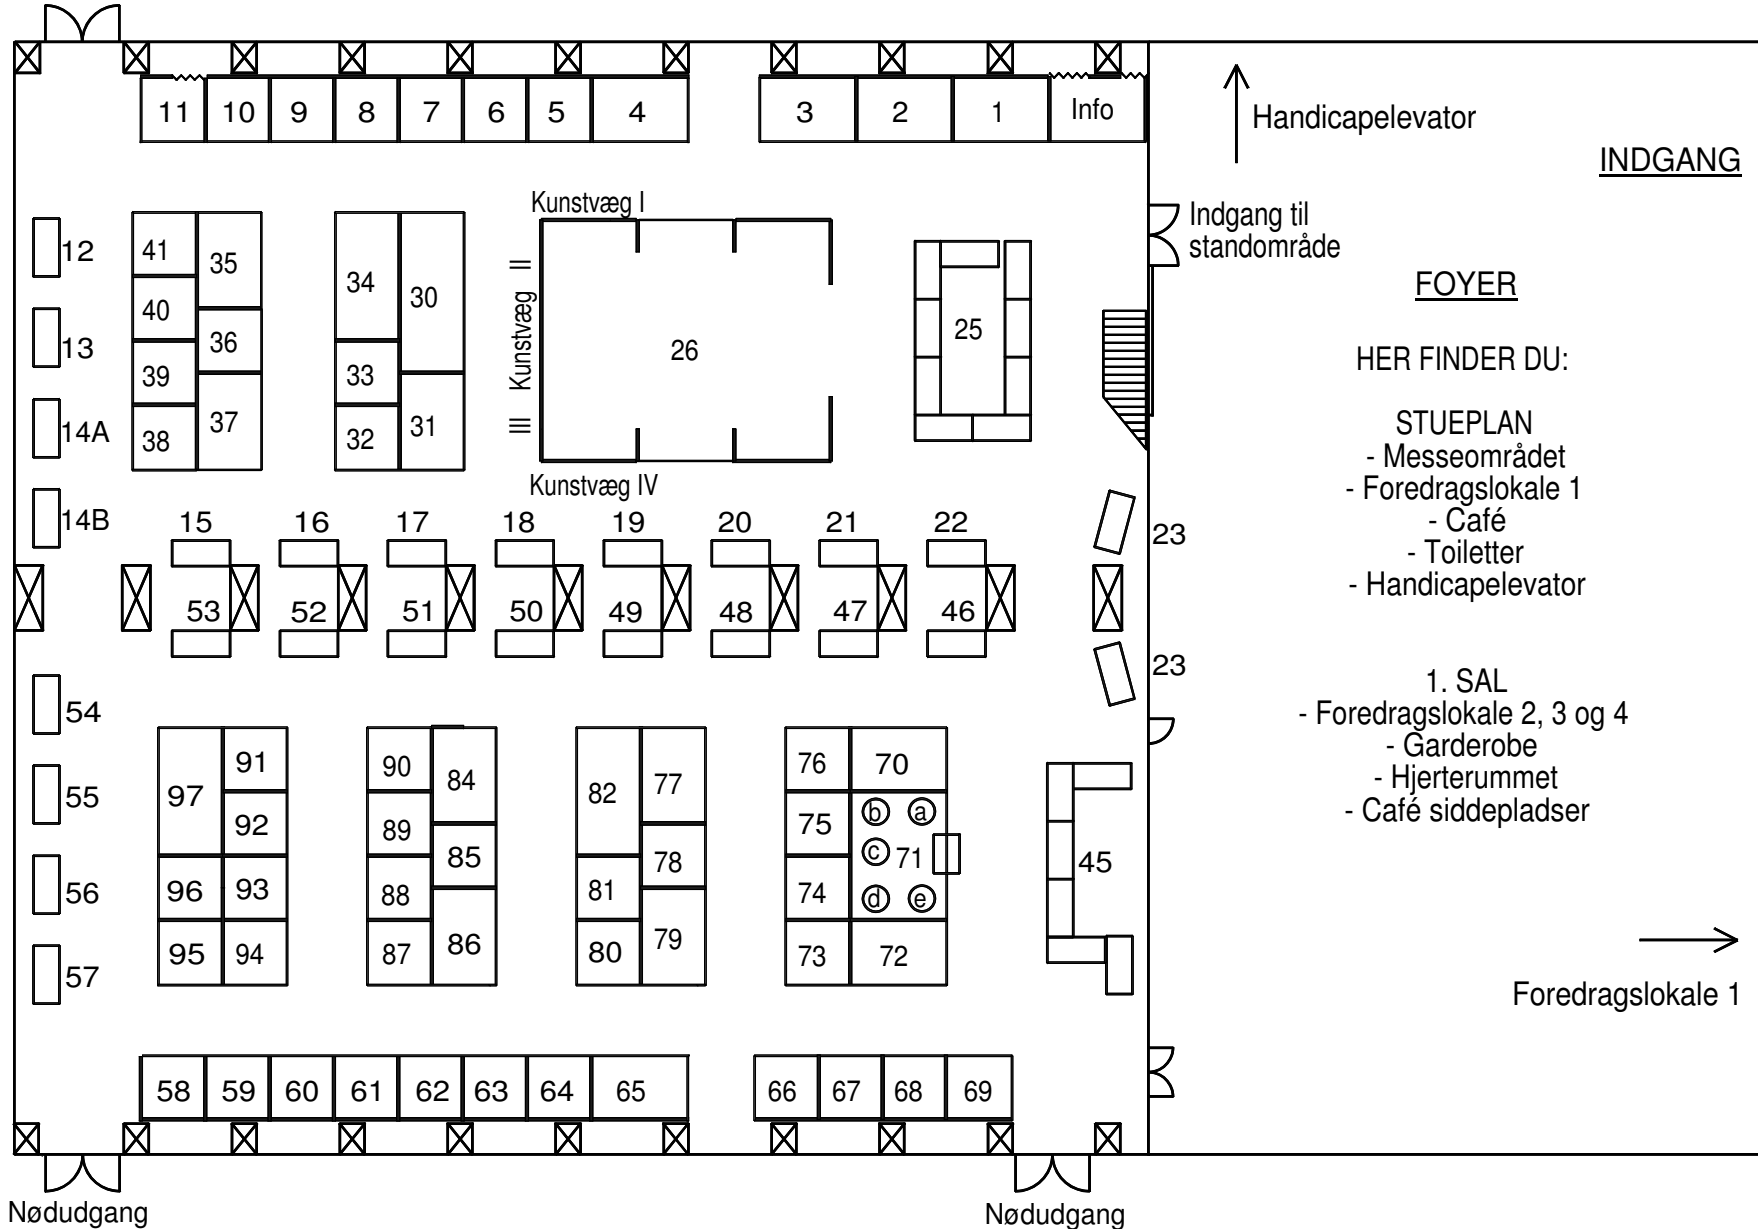 11 10 9 8 7 6 5 4 3 2 1 Info
Handicapelevator
INDGANG
Kunstvæg I
Indgang til
standområde
12
41 35
34 30
Kunstvæg II
III
26
25
40
36
13
33
39
14A
38 37
32 31
Kunstvæg IV
FOYER
HER FINDER DU:
STUEPLAN
- Messeområdet
- Foredragslokale 1
- Café
- Toiletter
- Handicapelevator
14B 15 16 17 18 19 20 21 22 23
53 52 51 50 49 48 47 46
23
1. SAL
- Foredragslokale 2, 3 og 4
- Garderobe
- Hjerterummet
- Café siddepladser
54
55
56
57
97 91
92
96 93
95 94
90 84
89 85
88
87 86
82 77
78
81
80 79
76 70
75 b a
c 71
74 d e
73 72
45
Foredragslokale 1
58 59 60 61 62 63 64 65 66 67 68 69
Nødudgang
Nødudgang